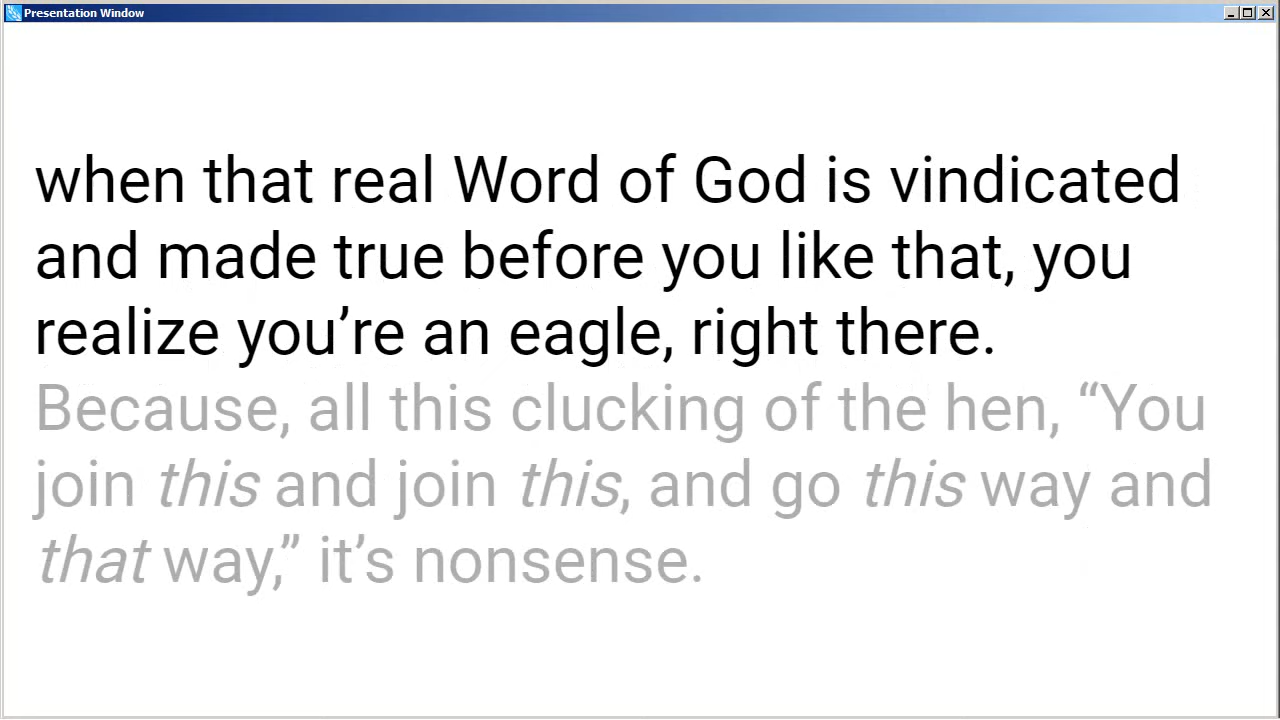 Presentation Window
when that real Word of God is vindicated
and made true before you like that, you
realize you’re an eagle, right there.
Because, all this clucking of the hen, “You
join this and join this, and go this way and
that way,” it’s nonsense.